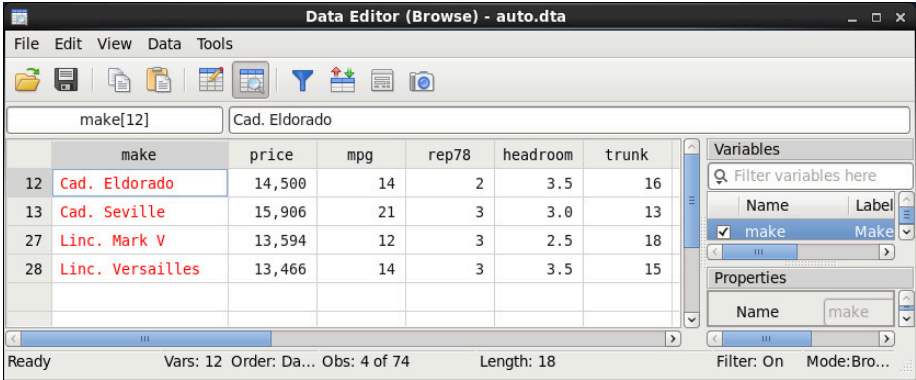 Data Editor (Browse) - auto.dta
File Edit View Data Tools
make[12] Cad. Eldorado
make price mpg rep78 headroom trunk
12 Cad. Eldorado 14,500 14 2 3.5 16
13 Cad. Seville 15,906 21 3 3.0 13
27 Linc. Mark V 13,594 12 3 2.5 18
28 Linc. Versailles 13,466 14 3 3.5 15
Variables
Filter variables here
Name Label
make Make
Properties
Name make
Ready Vars: 12 Order: Da... Obs: 4 of 74 Length: 18 Filter: On Mode:Bro...